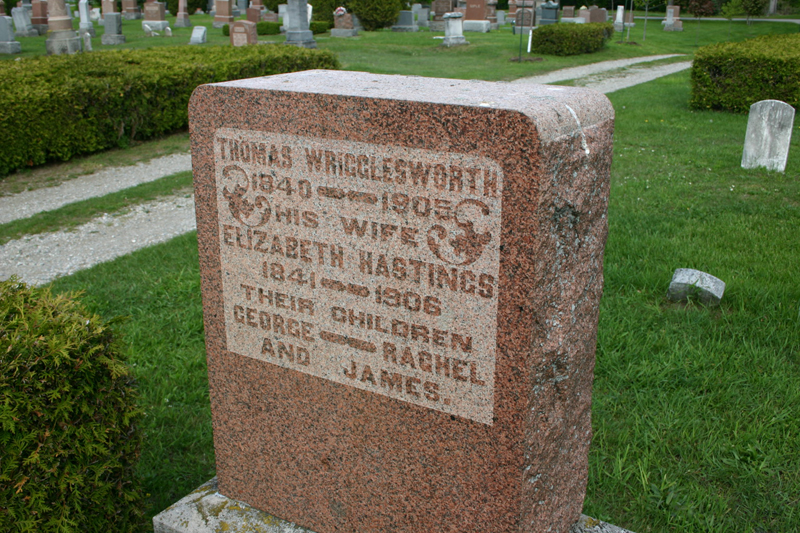 THOMAS WRIGGLESWORTH
1840 — 1905
HIS WIFE
ELIZABETH HASTINGS
1841 — 1906
THEIR CHILDREN
GEORGE — RACHEL
AND JAMES.